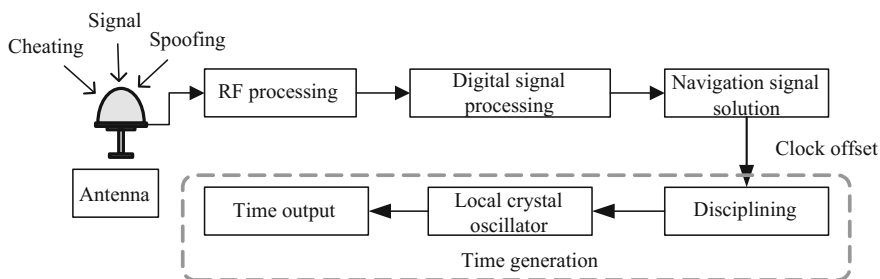 Signal
Cheating
Spoofing
RF processing
Digital signal
processing
Navigation signal
solution
Clock offset
Antenna
Time output
Local crystal
oscillator
Disciplining
Time generation